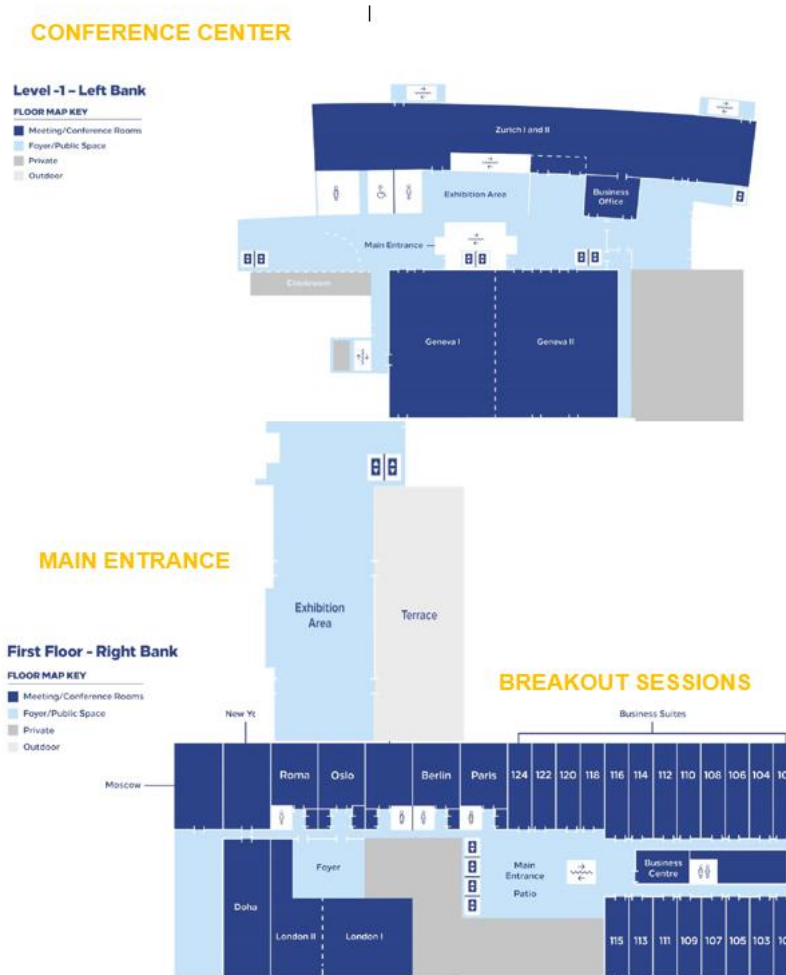 CONFERENCE CENTER
Level -1 – Left Bank
FLOOR MAP KEY
Meeting/Conference Rooms
Foyer/Public Space
Private
Outdoor
Zurich I and II
Exhibition Area
Business
Office
Main Entrance
Cloakroom
Geneva I
Geneva II
MAIN ENTRANCE
Exhibition
Area
Terrace
First Floor - Right Bank
FLOOR MAP KEY
Meeting/Conference Rooms
Foyer/Public Space
Private
Outdoor
BREAKOUT SESSIONS
New Yc
Business Suites
Moscow
Roma
Oslo
Berlin
Paris
124
122
120
118
116
114
112
110
108
106
104
10
Foyer
Main
Entrance
Patio
Business
Centre
Doha
London II
London I
115
113
111
109
107
105
103
10